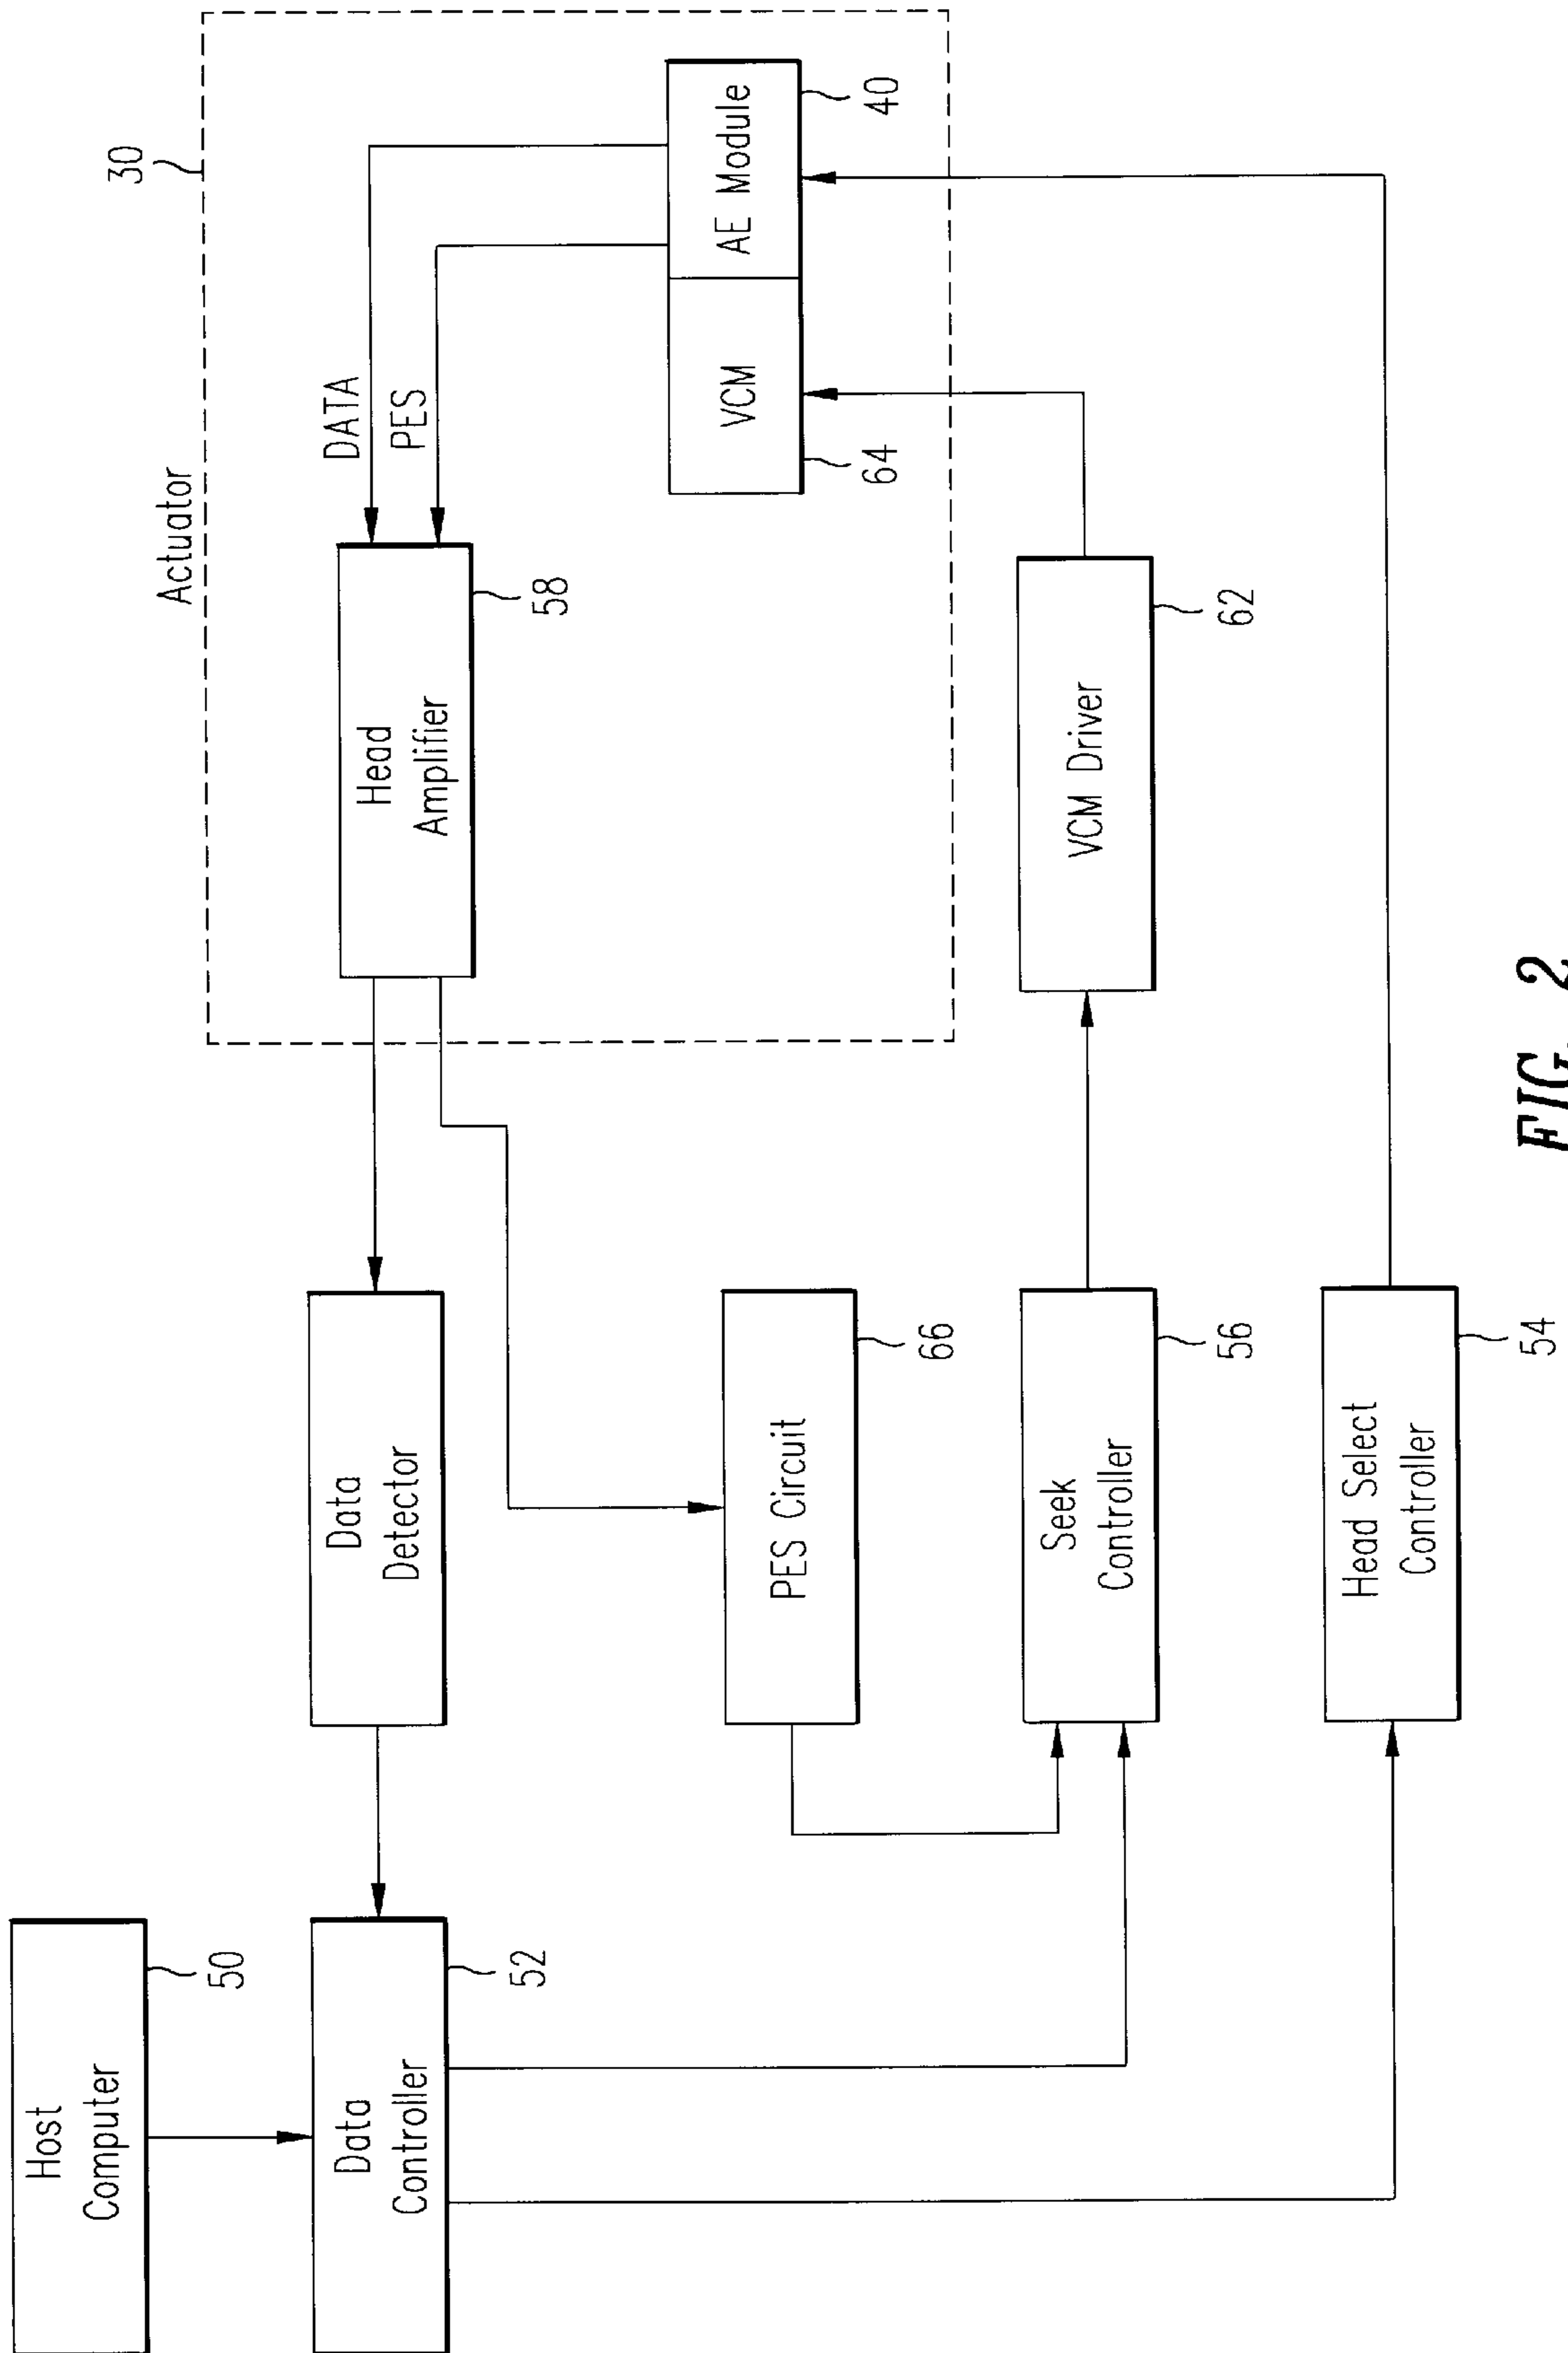 Host
Computer
50
Data
Controller
52
Data
Detector
Actuator
30
Head
Amplifier
58
DATA
PES
VCM
64
AE Module
40
PES Circuit
66
Seek
Controller
56
VCM Driver
62
Head Select
Controller
54
FIG. 2